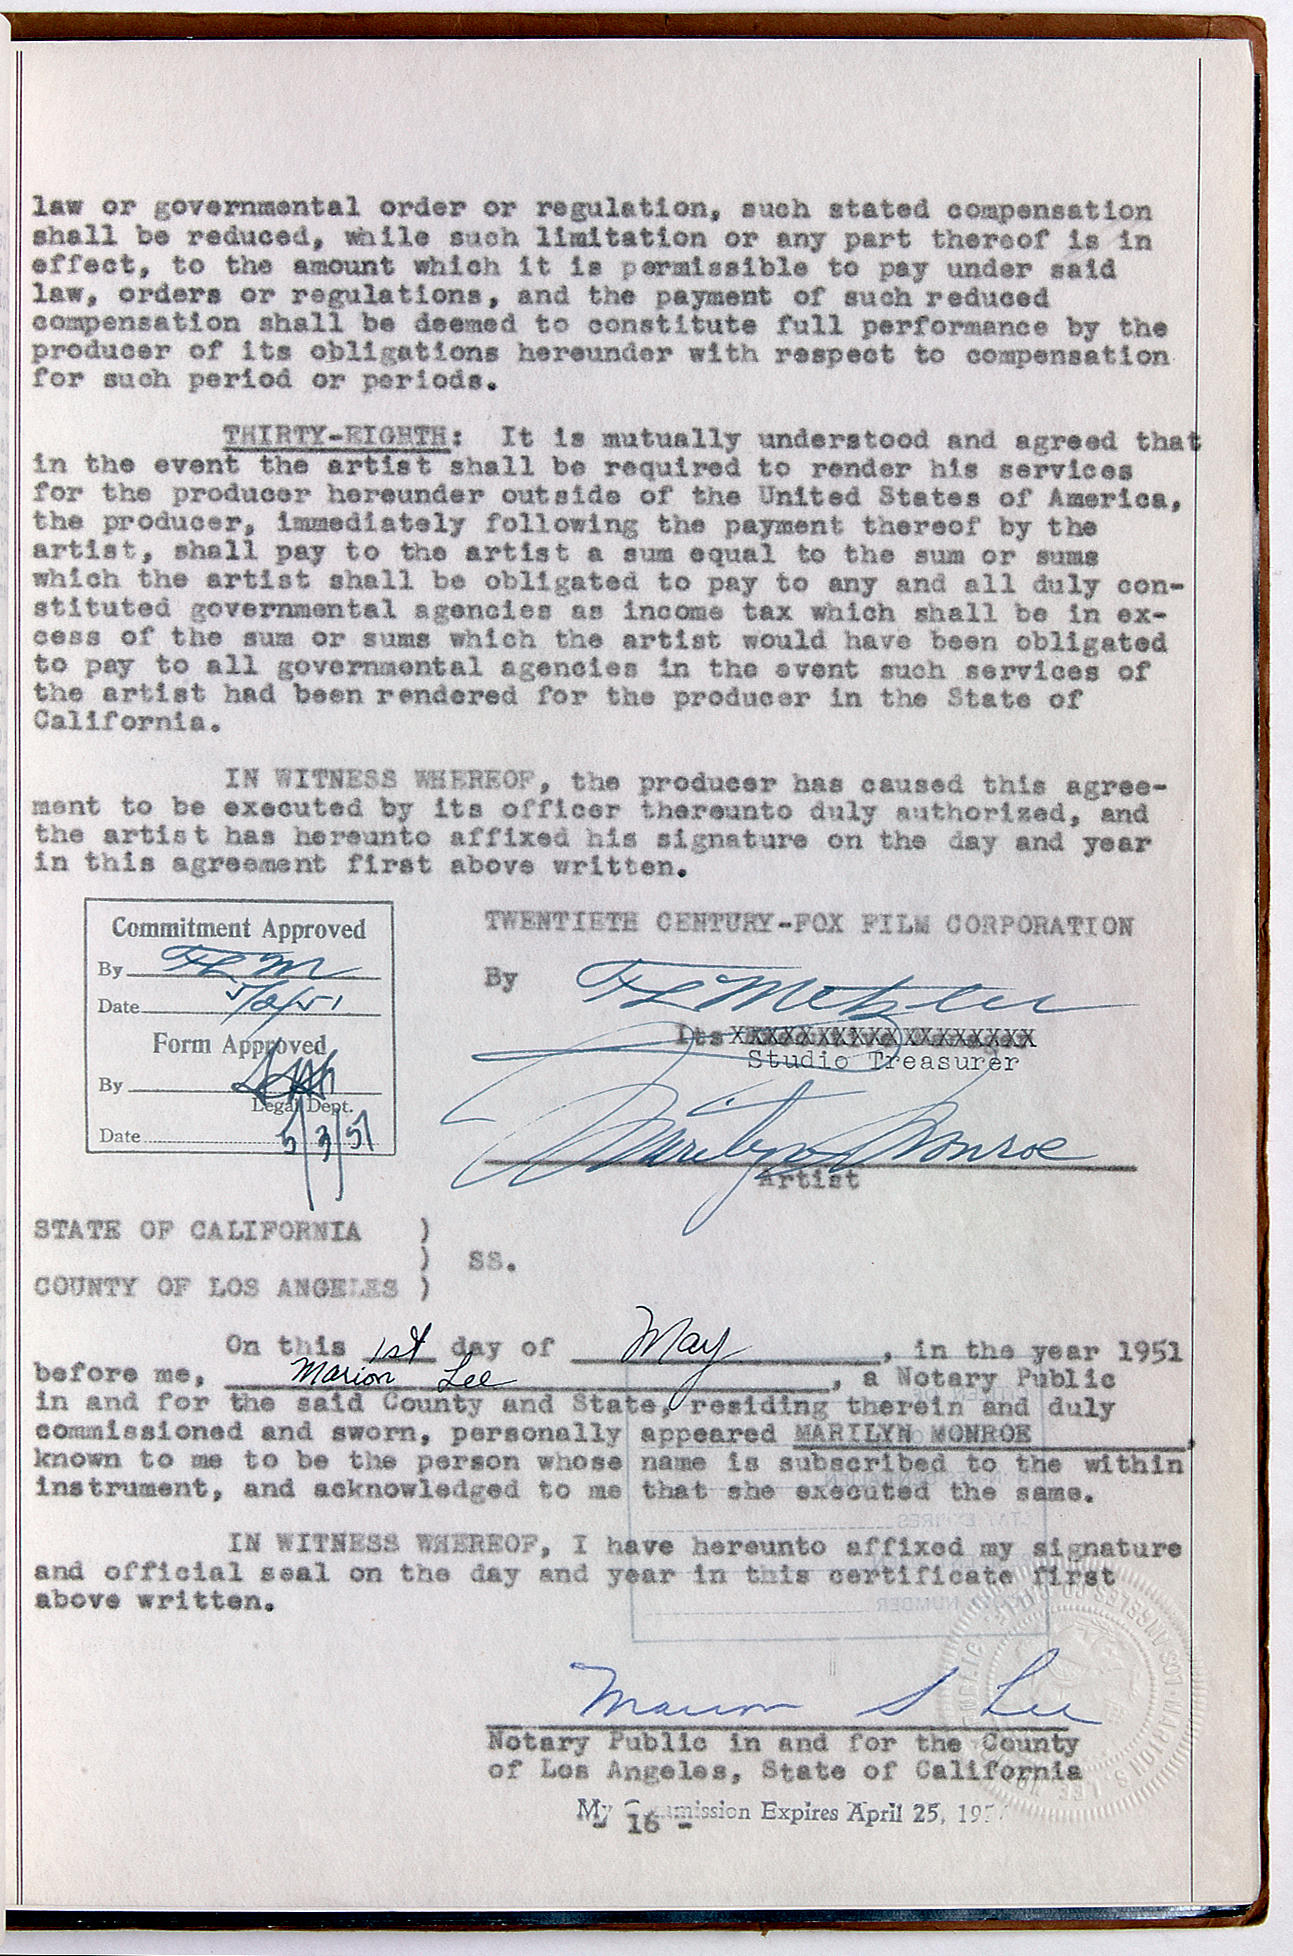 law or governmental order or regulation, such stated compensation
shall be reduced, while such limitation or any part thereof is in
effect, to the amount which it is permissible to pay under said
law, orders or regulations, and the payment of such reduced
compensation shall be deemed to constitute full performance by the
producer of its obligations hereunder with respect to compensation
for such period or periods.
THIRTY-EIGHTH: It is mutually understood and agreed that
in the event the artist shall be required to render his services
for the producer hereunder outside of the United States of America,
the producer, immediately following the payment thereof by the
artist, shall pay to the artist a sum equal to the sum or sums
which the artist shall be obligated to pay to any and all duly con-
stituted governmental agencies as income tax which shall be in ex-
cess of the sum or sums which the artist would have been obligated
to pay to all governmental agencies in the event such services of
the artist had been rendered for the producer in the State of
California.
IN WITNESS WHEREOF, the producer has caused this agree-
ment to be executed by its officer thereunto duly authorized, and
the artist has hereunto affixed his signature on the day and year
in this agreement first above written.
Commitment Approved
By FLM
Date 5/2/51
Form Approved
By
Legal Dept.
Date 5/3/51
TWENTIETH CENTURY-FOX FILM CORPORATION
By FL Metzler
Its XXXXXXXXXXXXXXXXXX
Studio Treasurer
Marilyn Monroe
Artist
STATE OF CALIFORNIA )
) SS.
COUNTY OF LOS ANGELES )
On this 1st day of May, in the year 1951
before me, Marion Lee, a Notary Public
in and for the said County and State, residing therein and duly
commissioned and sworn, personally appeared MARILYN MONROE,
known to me to be the person whose name is subscribed to the within
instrument, and acknowledged to me that she executed the same.
IN WITNESS WHEREOF, I have hereunto affixed my signature
and official seal on the day and year in this certificate first
above written.
Marion S Lee
Notary Public in and for the County
of Los Angeles, State of California
My Commission Expires April 25, 195
- 16 -